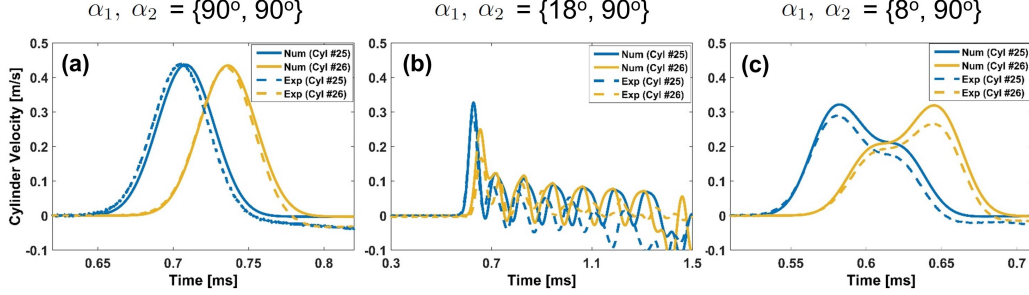 α₁, α₂ = {90°, 90°}
α₁, α₂ = {18°, 90°}
α₁, α₂ = {8°, 90°}
(a)
Num (Cyl #25)
Num (Cyl #26)
Exp (Cyl #25)
Exp (Cyl #26)
Cylinder Velocity [m/s]
0.5
0.4
0.3
0.2
0.1
0
-0.1
0.65
0.7
0.75
0.8
Time [ms]
(b)
Num (Cyl #25)
Num (Cyl #26)
Exp (Cyl #25)
Exp (Cyl #26)
0.5
0.4
0.3
0.2
0.1
0
-0.1
0.3
0.7
1.1
1.5
Time [ms]
(c)
Num (Cyl #25)
Num (Cyl #26)
Exp (Cyl #25)
Exp (Cyl #26)
0.5
0.4
0.3
0.2
0.1
0
-0.1
0.55
0.6
0.65
0.7
Time [ms]